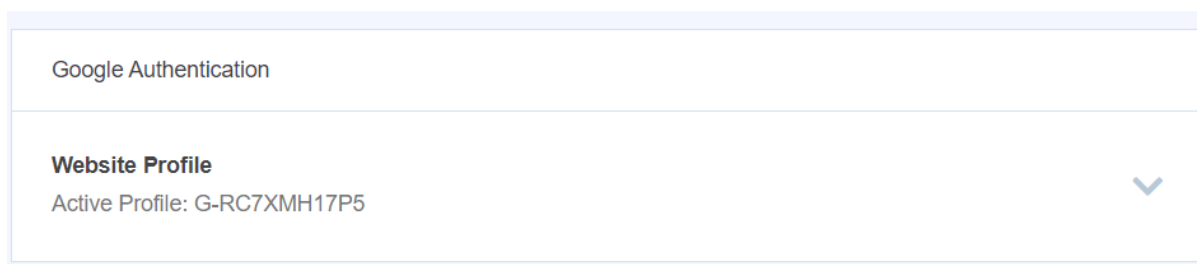 Google Authentication
Website Profile
Active Profile: G-RC7XMH17P5